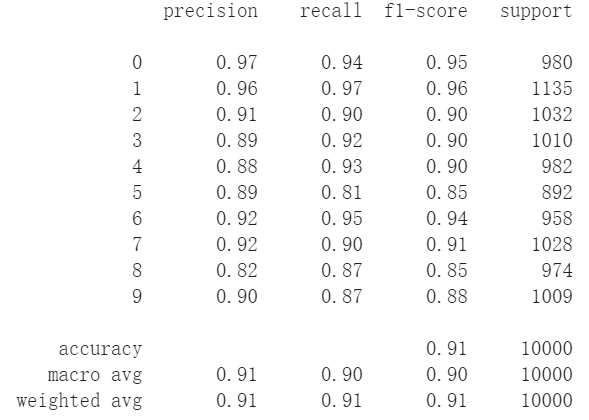 precision recall f1-score support
0 0.97 0.94 0.95 980
1 0.96 0.97 0.96 1135
2 0.91 0.90 0.90 1032
3 0.89 0.92 0.90 1010
4 0.88 0.93 0.90 982
5 0.89 0.81 0.85 892
6 0.92 0.95 0.94 958
7 0.92 0.90 0.91 1028
8 0.82 0.87 0.85 974
9 0.90 0.87 0.88 1009
accuracy 0.91 10000
macro avg 0.91 0.90 0.90 10000
weighted avg 0.91 0.91 0.91 10000